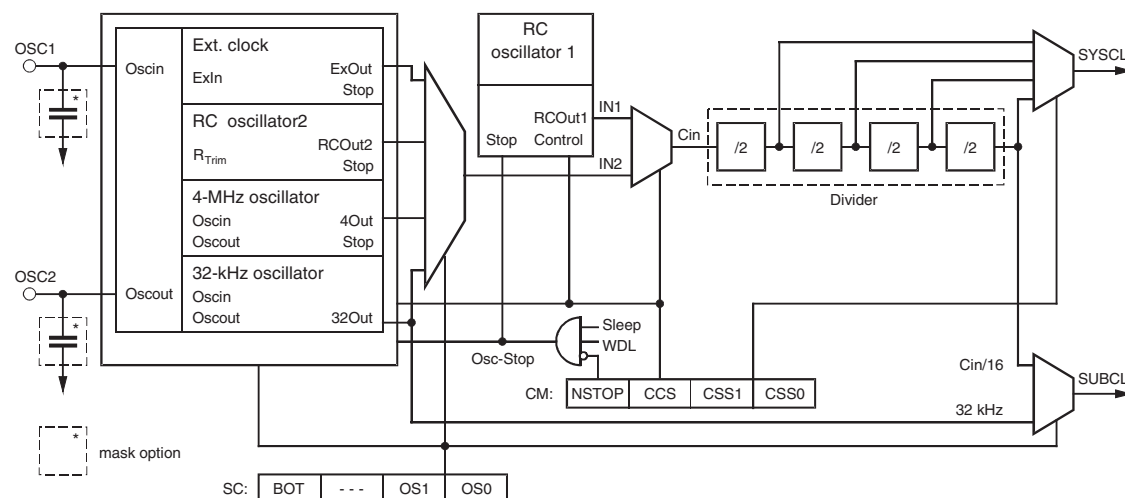 OSC1
Oscin
Ext. clock
ExIn
ExOut
Stop
RC oscillator2
RTrim
RCOut2
Stop
4-MHz oscillator
Oscin
Oscout
4Out
Stop
32-kHz oscillator
Oscin
Oscout
32Out
OSC2
Oscout
*
*
*
mask option
RC
oscillator 1
RCOut1
Stop
Control
IN1
IN2
Cin
/2
/2
/2
/2
Divider
SYSCL
Sleep
WDL
Osc-Stop
CM:
NSTOP
CCS
CSS1
CSS0
Cin/16
32 kHz
SUBCL
SC:
BOT
- - -
OS1
OS0